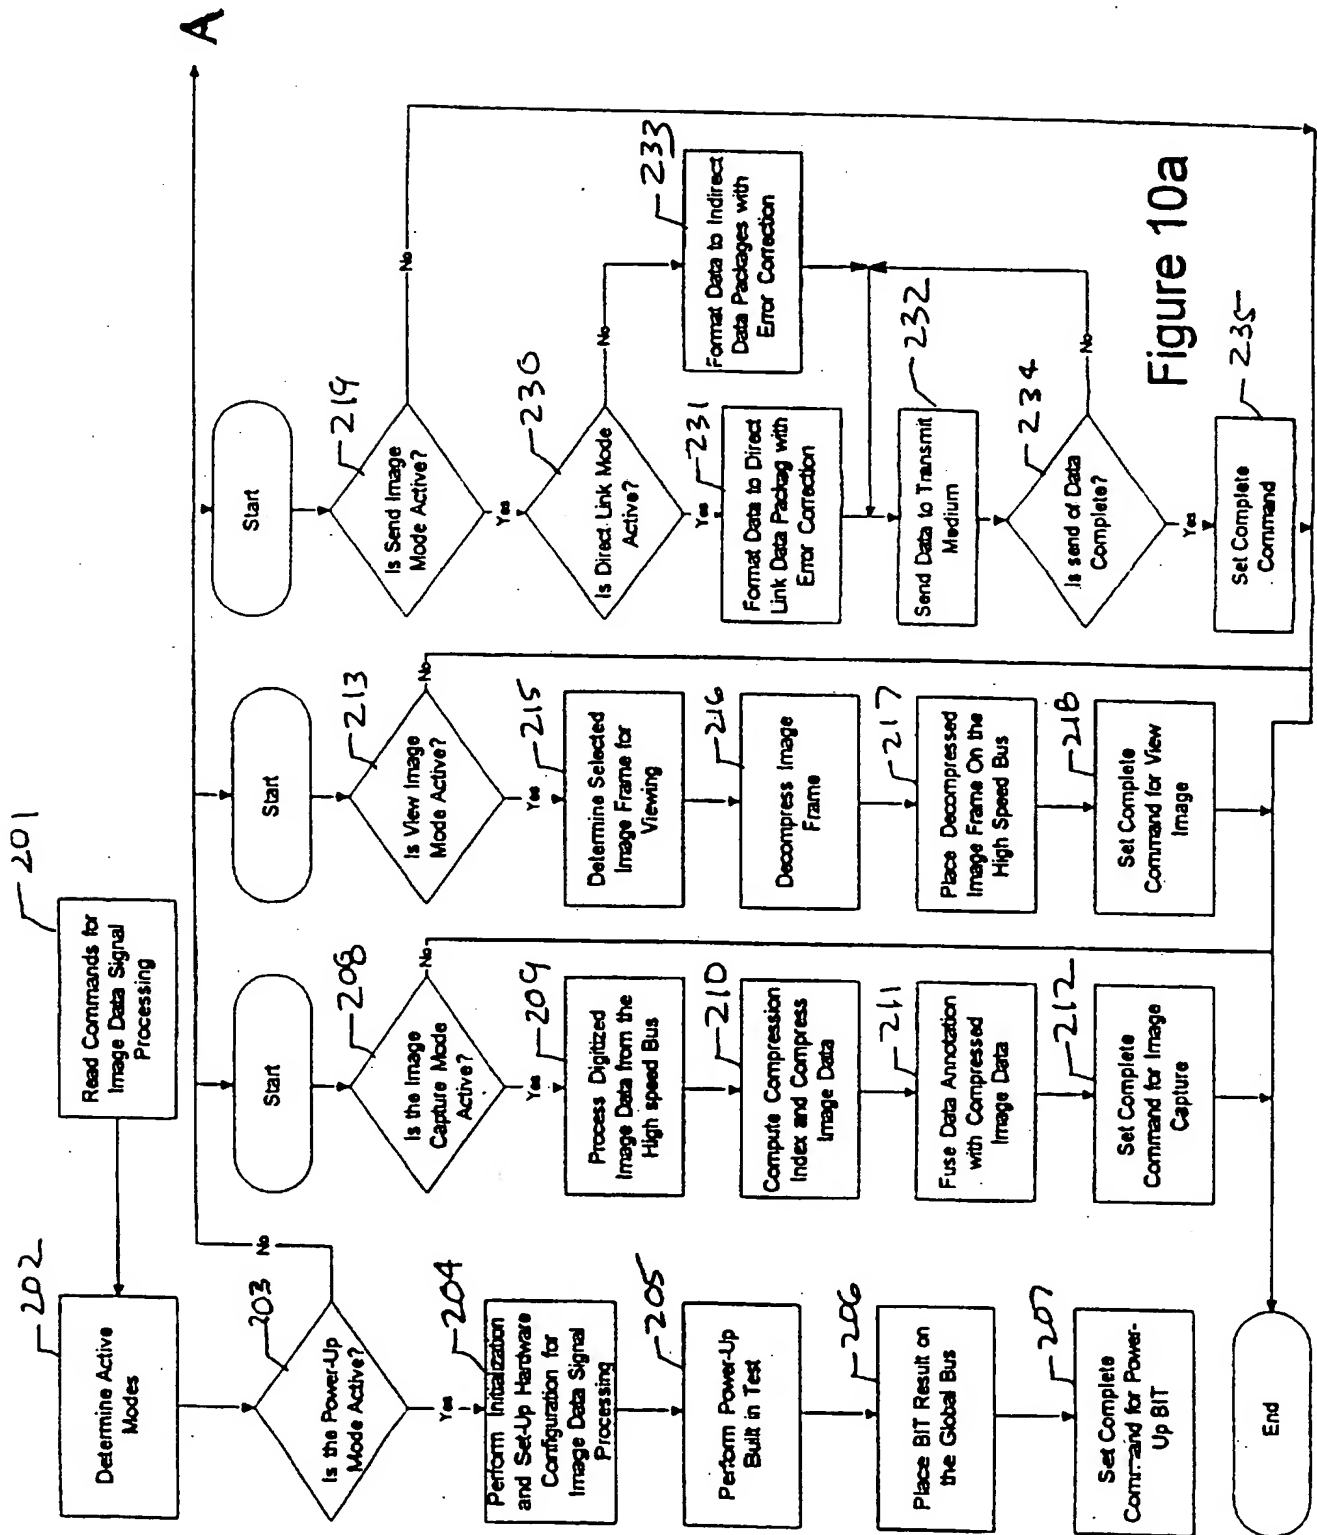 201
Read Commands for
Image Data Signal
Processing
202
Determine Active
Modes
203
Is the Power-Up
Mode Active?
No
Yes
204
Perform Initialization
and Set-Up Hardware
Configuration for
Image Data Signal
Processing
205
Perform Power-Up
Built in Test
206
Place BIT Result on
the Global Bus
207
Set Complete
Command for Power-
Up BIT
End
A
Start
208
Is the Image
Capture Mode
Active?
No
Yes
209
Process Digitized
Image Data from the
High speed Bus
210
Compute Compression
Index and Compress
Image Data
211
Fuse Data Annotation
with Compressed
Image Data
212
Set Complete
Command for Image
Capture
Start
213
Is View Image
Mode Active?
No
Yes
215
Determine Selected
Image Frame for
Viewing
216
Decompress Image
Frame
217
Place Decompressed
Image Frame On the
High Speed Bus
218
Set Complete
Command for View
Image
Start
219
Is Send Image
Mode Active?
No
Yes
230
Is Direct Link Mode
Active?
No
Yes
231
Format Data to Direct
Link Data Packag with
Error Correction
233
Format Data to Indirect
Data Packages with
Error Correction
232
Send Data to Transmit
Medium
234
Is send of Data
Complete?
No
Yes
235
Set Complete
Command
Figure 10a